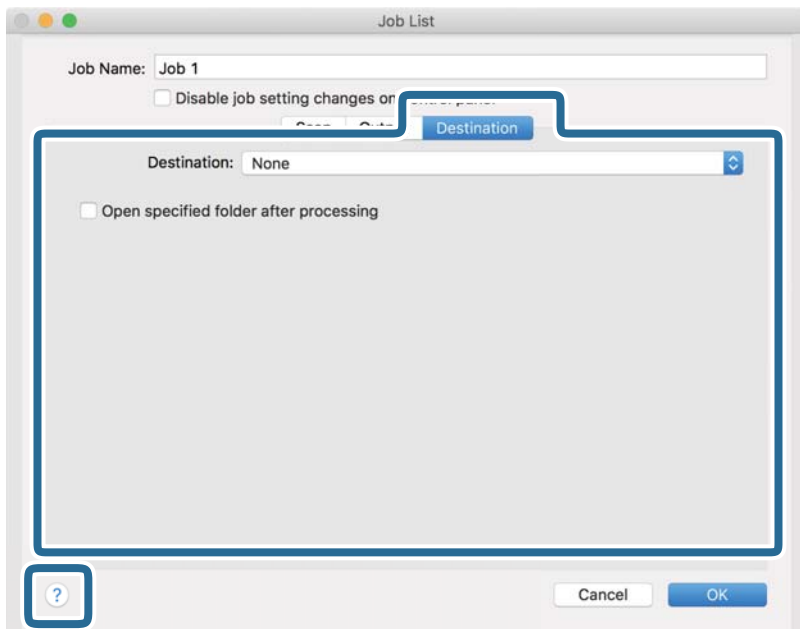 Job List
Job Name: Job 1
Disable job setting changes on
Destination
Destination: None
Open specified folder after processing
?
Cancel OK